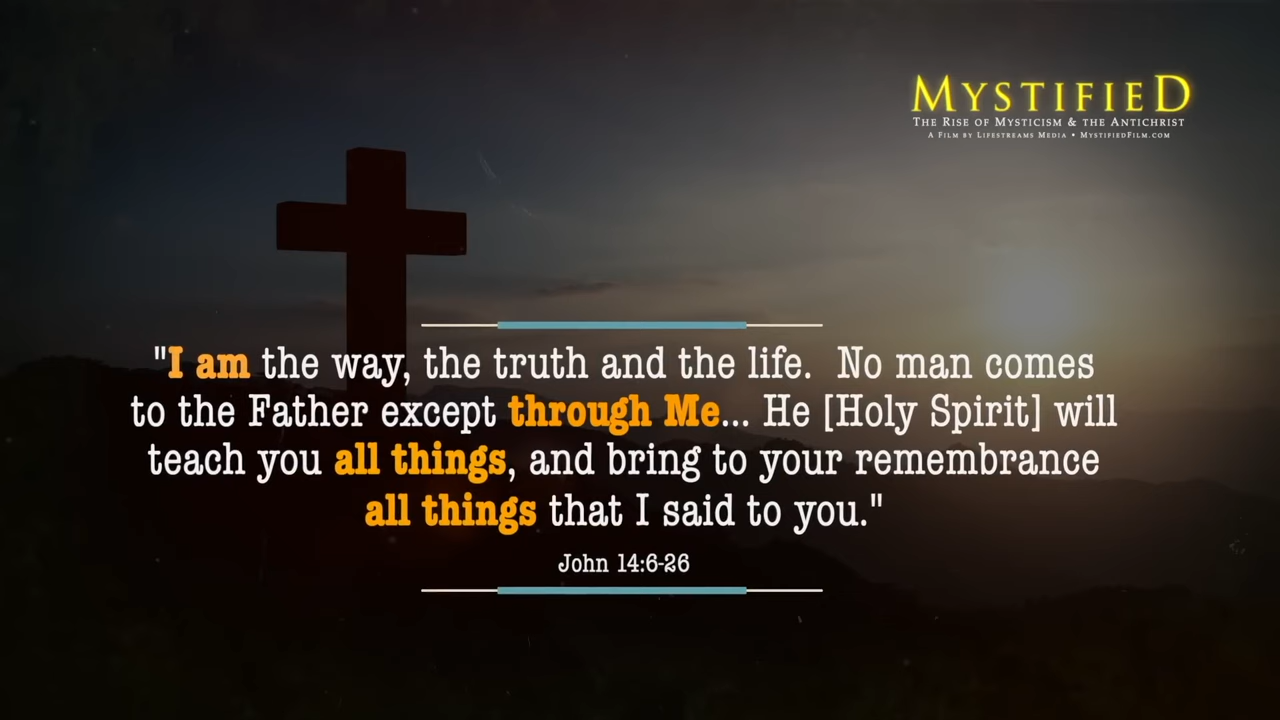 MYSTIFIED
THE RISE OF MYSTICISM & THE ANTICHRIST
A FILM BY LIFESTREAMS MEDIA • MYSTIFIEDFILM.COM
"I am the way, the truth and the life.  No man comes
to the Father except through Me... He [Holy Spirit] will
teach you all things, and bring to your remembrance
all things that I said to you."
John 14:6-26